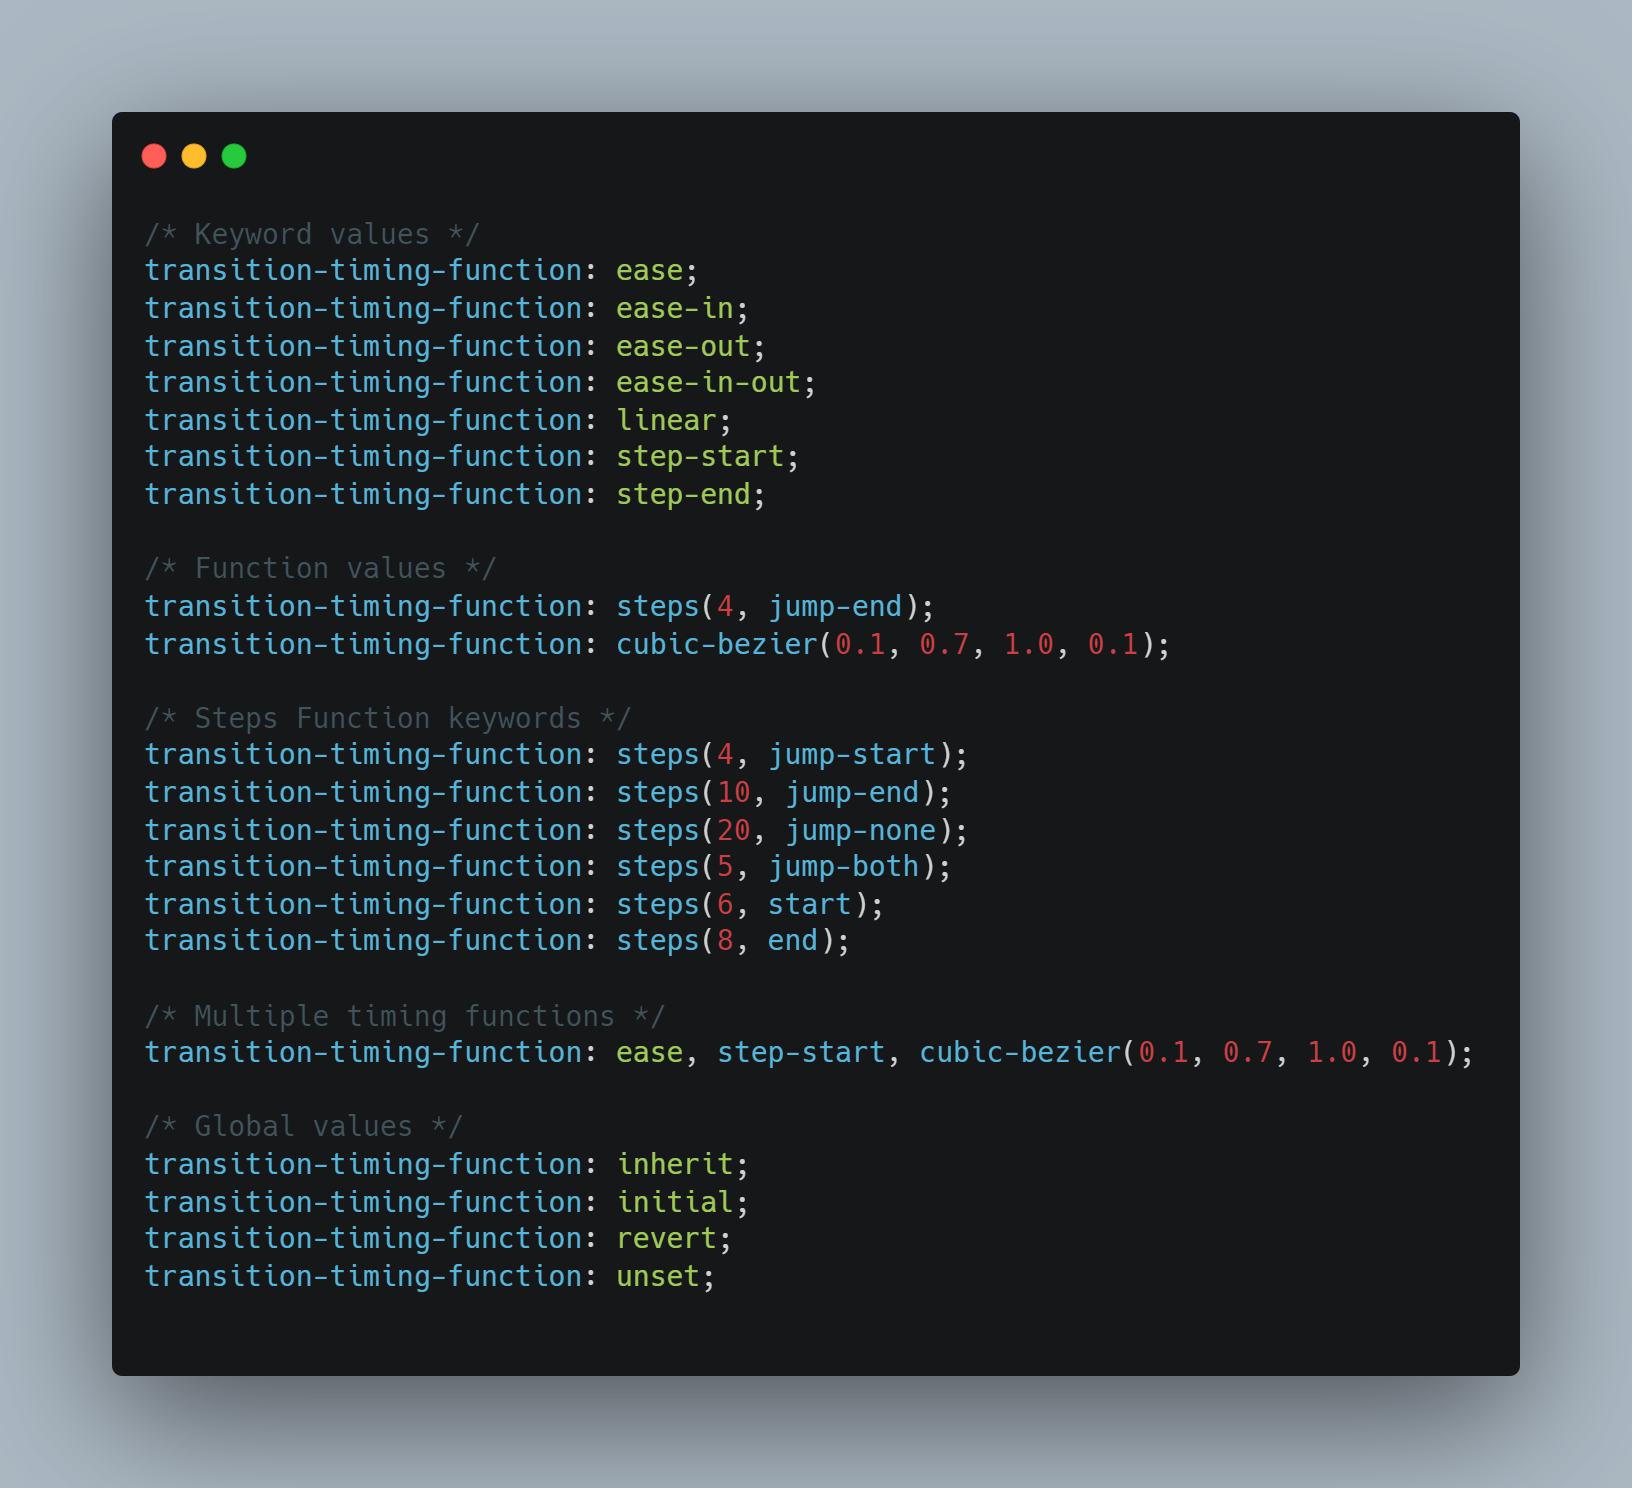 /* Keyword values */
transition-timing-function: ease;
transition-timing-function: ease-in;
transition-timing-function: ease-out;
transition-timing-function: ease-in-out;
transition-timing-function: linear;
transition-timing-function: step-start;
transition-timing-function: step-end;
/* Function values */
transition-timing-function: steps(4, jump-end);
transition-timing-function: cubic-bezier(0.1, 0.7, 1.0, 0.1);
/* Steps Function keywords */
transition-timing-function: steps(4, jump-start);
transition-timing-function: steps(10, jump-end);
transition-timing-function: steps(20, jump-none);
transition-timing-function: steps(5, jump-both);
transition-timing-function: steps(6, start);
transition-timing-function: steps(8, end);
/* Multiple timing functions */
transition-timing-function: ease, step-start, cubic-bezier(0.1, 0.7, 1.0, 0.1);
/* Global values */
transition-timing-function: inherit;
transition-timing-function: initial;
transition-timing-function: revert;
transition-timing-function: unset;